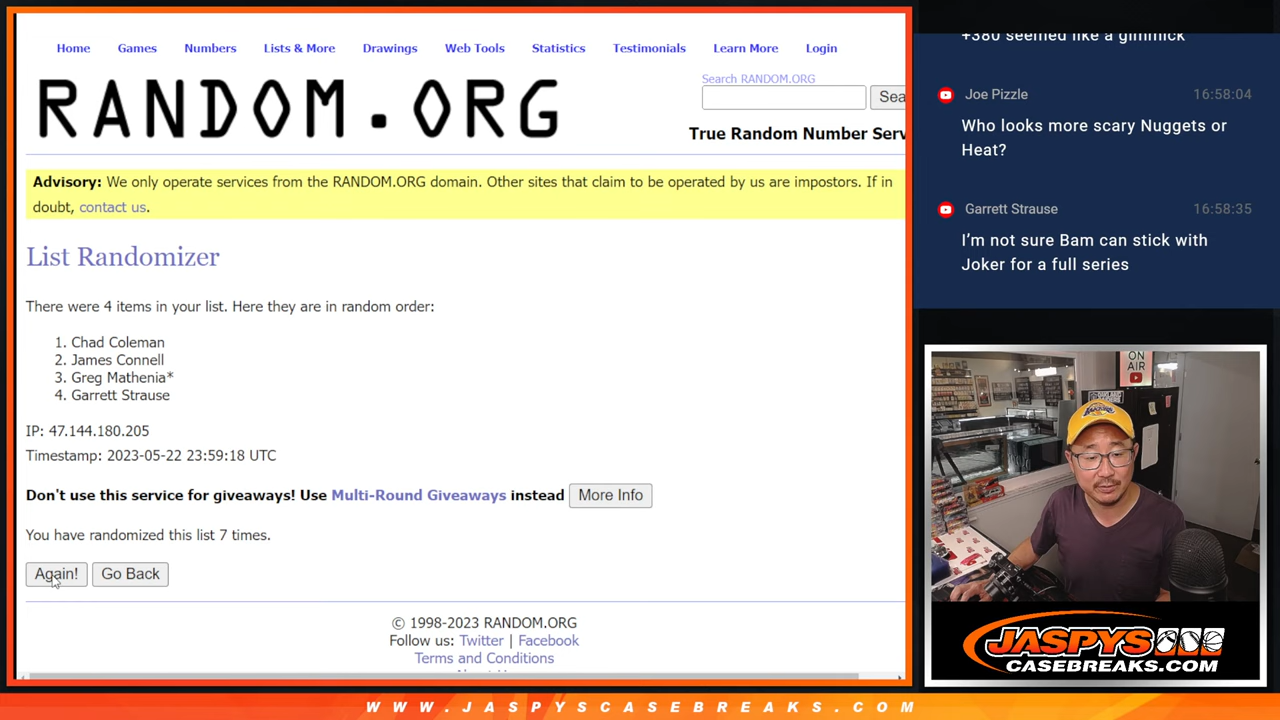 Home Games Numbers Lists & More Drawings Web Tools Statistics Testimonials Learn More Login
RANDOM.ORG
Search RANDOM.ORG
Sea
True Random Number Serv
Advisory: We only operate services from the RANDOM.ORG domain. Other sites that claim to be operated by us are impostors. If in
doubt, contact us.
List Randomizer
There were 4 items in your list. Here they are in random order:
1. Chad Coleman
2. James Connell
3. Greg Mathenia*
4. Garrett Strause
IP: 47.144.180.205
Timestamp: 2023-05-22 23:59:18 UTC
Don't use this service for giveaways! Use Multi-Round Giveaways instead More Info
You have randomized this list 7 times.
Again! Go Back
© 1998-2023 RANDOM.ORG
Follow us: Twitter | Facebook
Terms and Conditions
+380 seemed like a gimmick
Joe Pizzle 16:58:04
Who looks more scary Nuggets or
Heat?
Garrett Strause 16:58:35
I'm not sure Bam can stick with
Joker for a full series
ON
AIR
JASPYS
CASEBREAKS.COM
WWW.JASPYSCASEBREAKS.COM